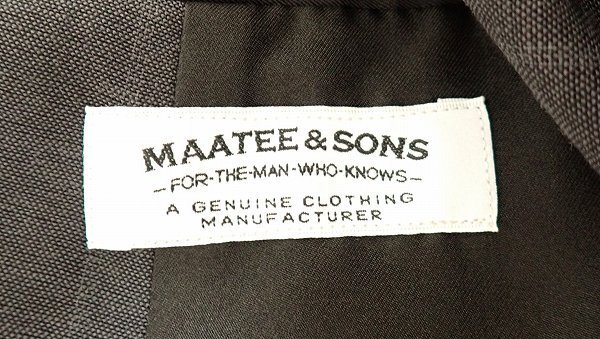 MAATEE & SONS
-FOR-THE-MAN-WHO-KNOWS-
A GENUINE CLOTHING
MANUFACTURER